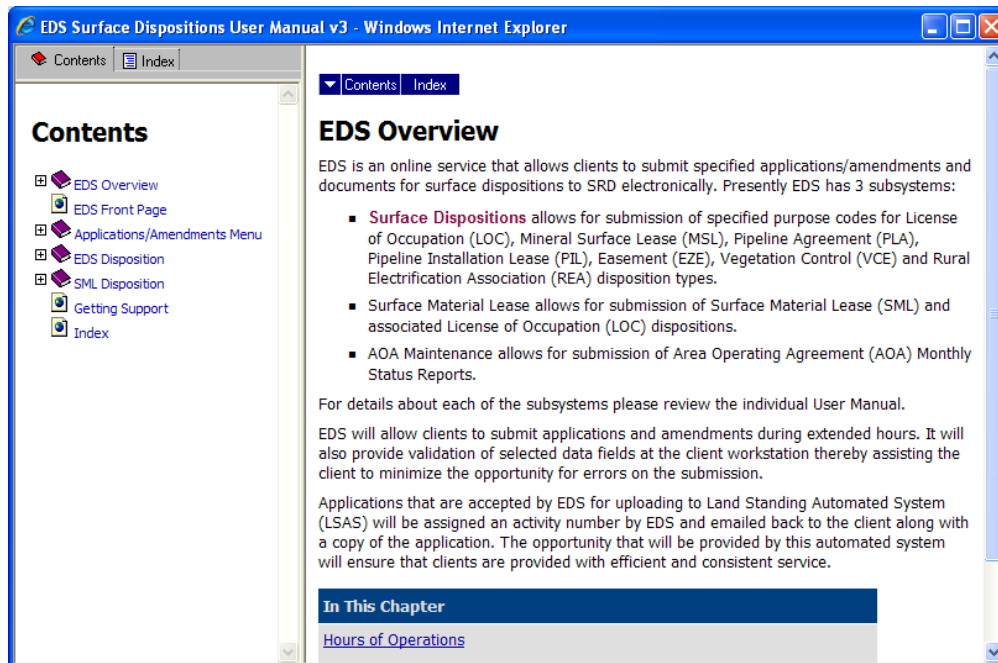 EDS Surface Dispositions User Manual v3 - Windows Internet Explorer
Contents Index
Contents
EDS Overview
EDS Front Page
Applications/Amendments Menu
EDS Disposition
SML Disposition
Getting Support
Index
Contents Index
EDS Overview
EDS is an online service that allows clients to submit specified applications/amendments and
documents for surface dispositions to SRD electronically. Presently EDS has 3 subsystems:
Surface Dispositions allows for submission of specified purpose codes for License
of Occupation (LOC), Mineral Surface Lease (MSL), Pipeline Agreement (PLA),
Pipeline Installation Lease (PIL), Easement (EZE), Vegetation Control (VCE) and Rural
Electrification Association (REA) disposition types.
Surface Material Lease allows for submission of Surface Material Lease (SML) and
associated License of Occupation (LOC) dispositions.
AOA Maintenance allows for submission of Area Operating Agreement (AOA) Monthly
Status Reports.
For details about each of the subsystems please review the individual User Manual.
EDS will allow clients to submit applications and amendments during extended hours. It will
also provide validation of selected data fields at the client workstation thereby assisting the
client to minimize the opportunity for errors on the submission.
Applications that are accepted by EDS for uploading to Land Standing Automated System
(LSAS) will be assigned an activity number by EDS and emailed back to the client along with
a copy of the application. The opportunity that will be provided by this automated system
will ensure that clients are provided with efficient and consistent service.
In This Chapter
Hours of Operations